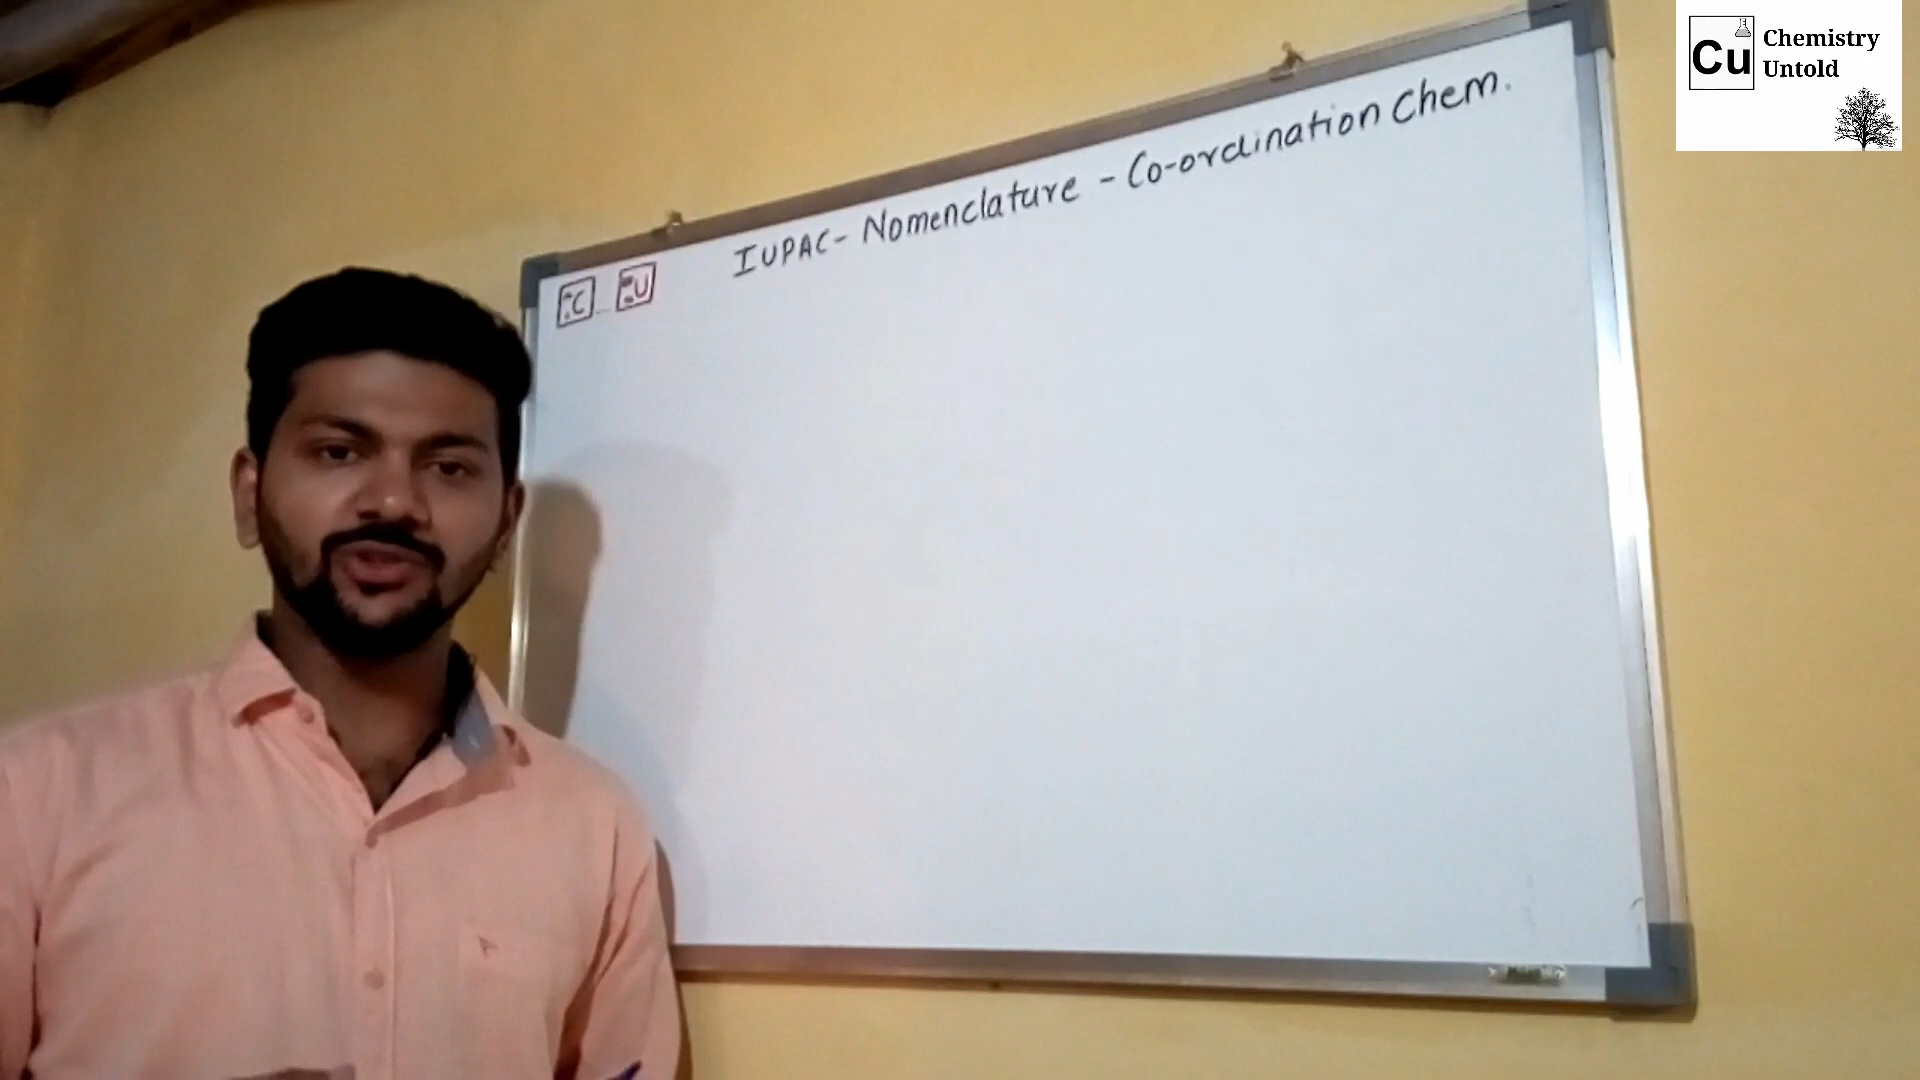 Cu Chemistry
Untold
IUPAC- Nomenclature - Co-ordination Chem.
C U